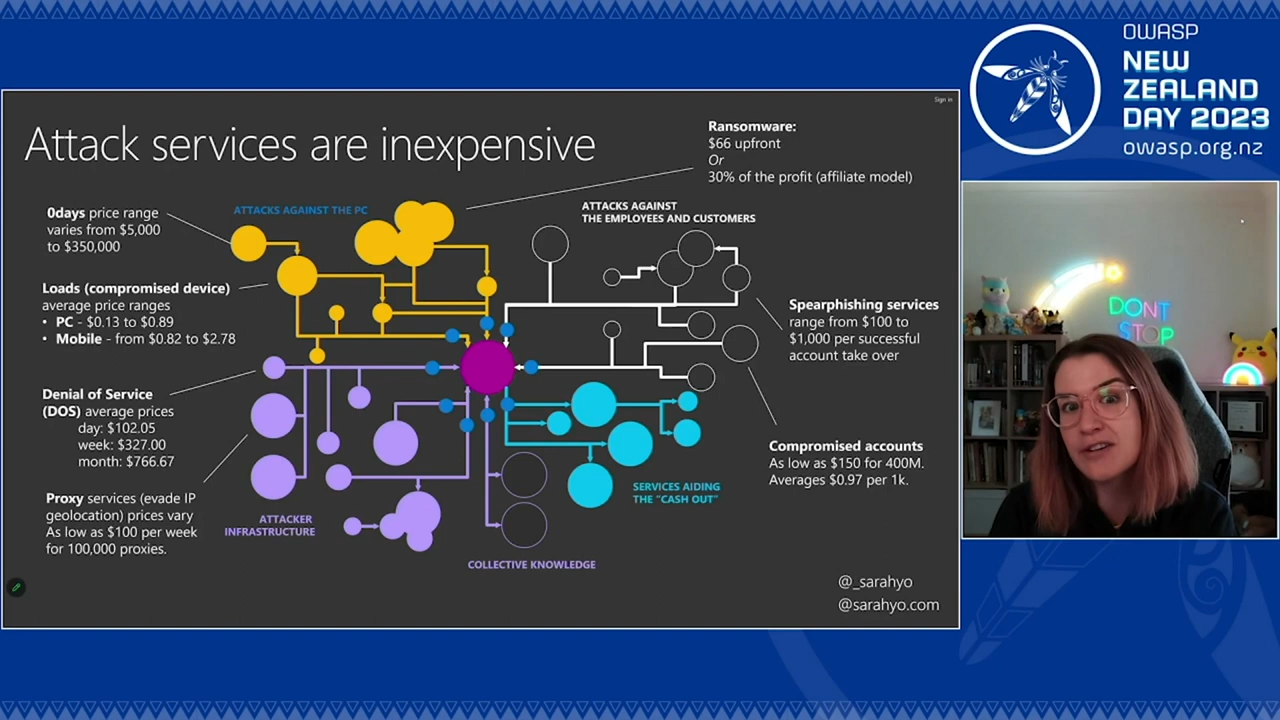 OWASP
NEW
ZEALAND
DAY 2023
owasp.org.nz
Sign in
Attack services are inexpensive
Ransomware:
$66 upfront
Or
30% of the profit (affiliate model)
0days price range
varies from $5,000
to $350,000
ATTACKS AGAINST THE PC
ATTACKS AGAINST
THE EMPLOYEES AND CUSTOMERS
Loads (compromised device)
average price ranges
• PC - $0.13 to $0.89
• Mobile - from $0.82 to $2.78
Spearphishing services
range from $100 to
$1,000 per successful
account take over
Denial of Service
(DOS) average prices
day: $102.05
week: $327.00
month: $766.67
Compromised accounts
As low as $150 for 400M.
Averages $0.97 per 1k.
Proxy services (evade IP
geolocation) prices vary
As low as $100 per week
for 100,000 proxies.
ATTACKER
INFRASTRUCTURE
SERVICES AIDING
THE "CASH OUT"
COLLECTIVE KNOWLEDGE
@_sarahyo
@sarahyo.com
DONT
STOP